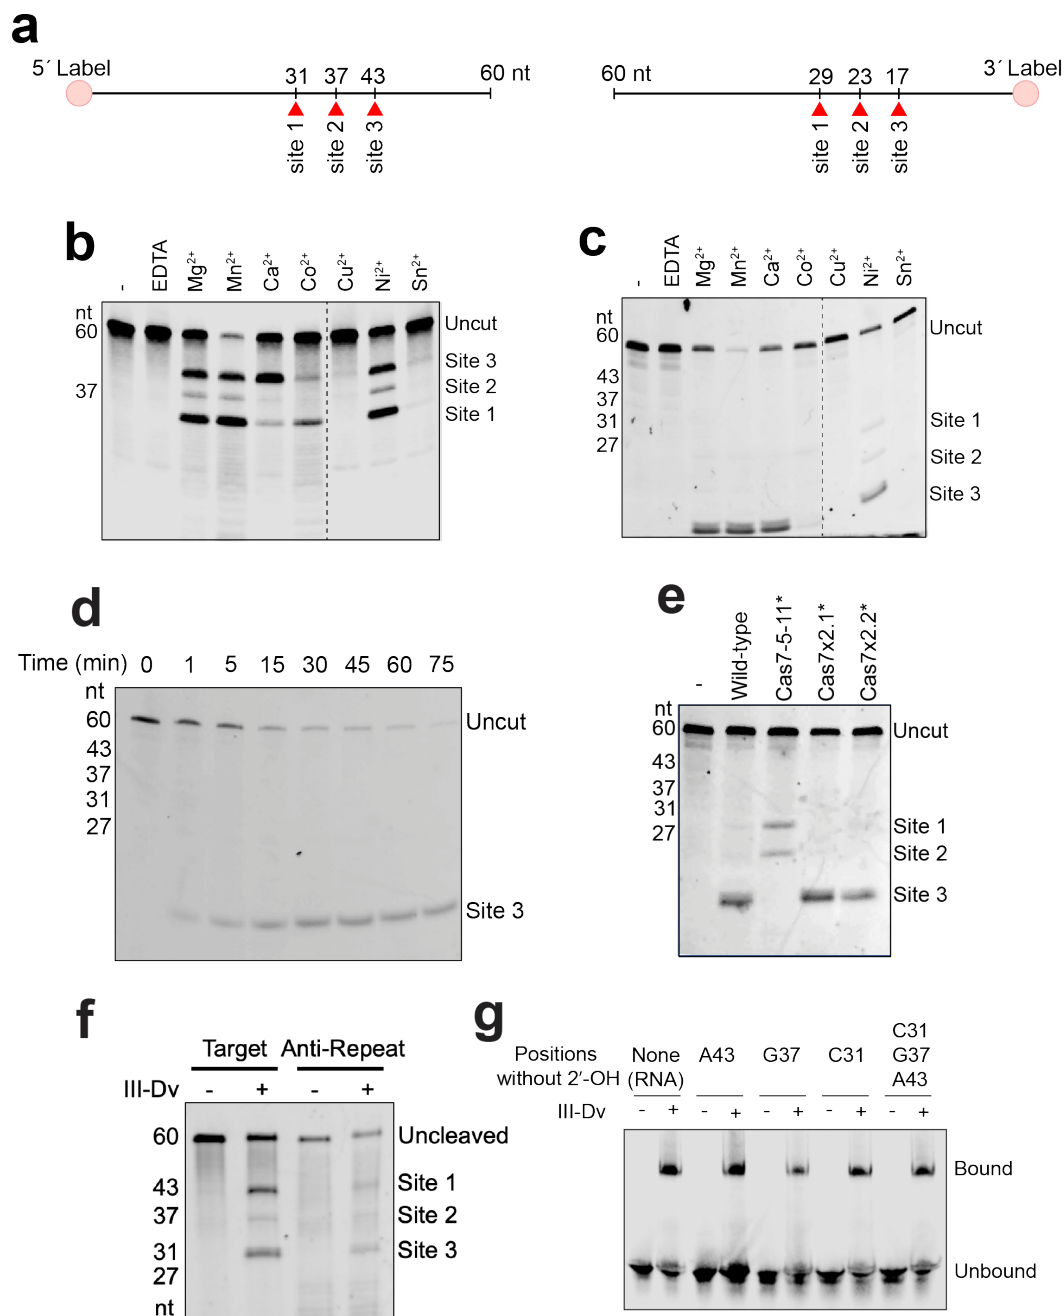 a
5´ Label
31 37 43
60 nt
60 nt
29 23 17
3´ Label
site 1
site 2
site 3
site 1
site 2
site 3
b
-
EDTA
Mg²⁺
Mn²⁺
Ca²⁺
Co²⁺
Cu²⁺
Ni²⁺
Sn²⁺
nt
60
37
Uncut
Site 3
Site 2
Site 1
c
-
EDTA
Mg²⁺
Mn²⁺
Ca²⁺
Co²⁺
Cu²⁺
Ni²⁺
Sn²⁺
nt
60
43
37
31
27
Uncut
Site 1
Site 2
Site 3
d
Time (min) 0 1 5 15 30 45 60 75
nt
60
43
37
31
27
Uncut
Site 3
e
-
Wild-type
Cas7-5-11*
Cas7x2.1*
Cas7x2.2*
nt
60
43
37
31
27
Uncut
Site 1
Site 2
Site 3
f
Target Anti-Repeat
III-Dv - + - +
60
43
37
31
27
nt
Uncleaved
Site 1
Site 2
Site 3
g
Positions
without 2′-OH
None
(RNA)
A43
G37
C31
C31
G37
A43
III-Dv - + - + - + - + - +
Bound
Unbound